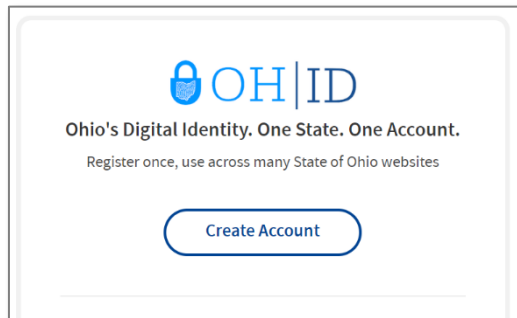 OH|ID
Ohio's Digital Identity. One State. One Account.
Register once, use across many State of Ohio websites
Create Account